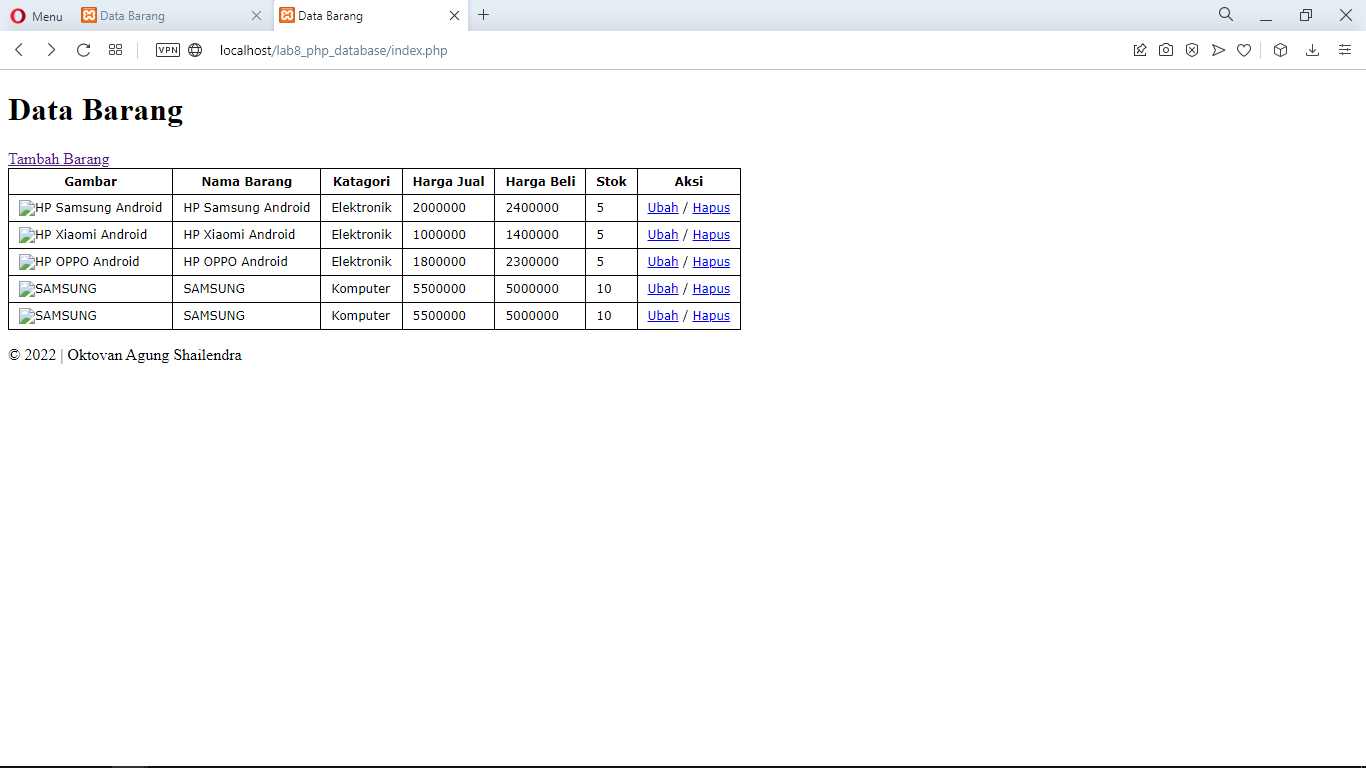 Menu Data Barang Data Barang
VPN localhost/lab8_php_database/index.php
Data Barang
Tambah Barang
Gambar Nama Barang Katagori Harga Jual Harga Beli Stok Aksi
HP Samsung Android HP Samsung Android Elektronik 2000000 2400000 5 Ubah / Hapus
HP Xiaomi Android HP Xiaomi Android Elektronik 1000000 1400000 5 Ubah / Hapus
HP OPPO Android HP OPPO Android Elektronik 1800000 2300000 5 Ubah / Hapus
SAMSUNG SAMSUNG Komputer 5500000 5000000 10 Ubah / Hapus
SAMSUNG SAMSUNG Komputer 5500000 5000000 10 Ubah / Hapus
© 2022 | Oktovan Agung Shailendra